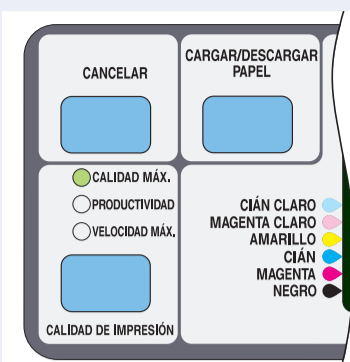 CANCELAR
CARGAR/DESCARGAR
PAPEL
CALIDAD MÁX.
PRODUCTIVIDAD
VELOCIDAD MÁX.
CALIDAD DE IMPRESIÓN
CIÁN CLARO
MAGENTA CLARO
AMARILLO
CIÁN
MAGENTA
NEGRO